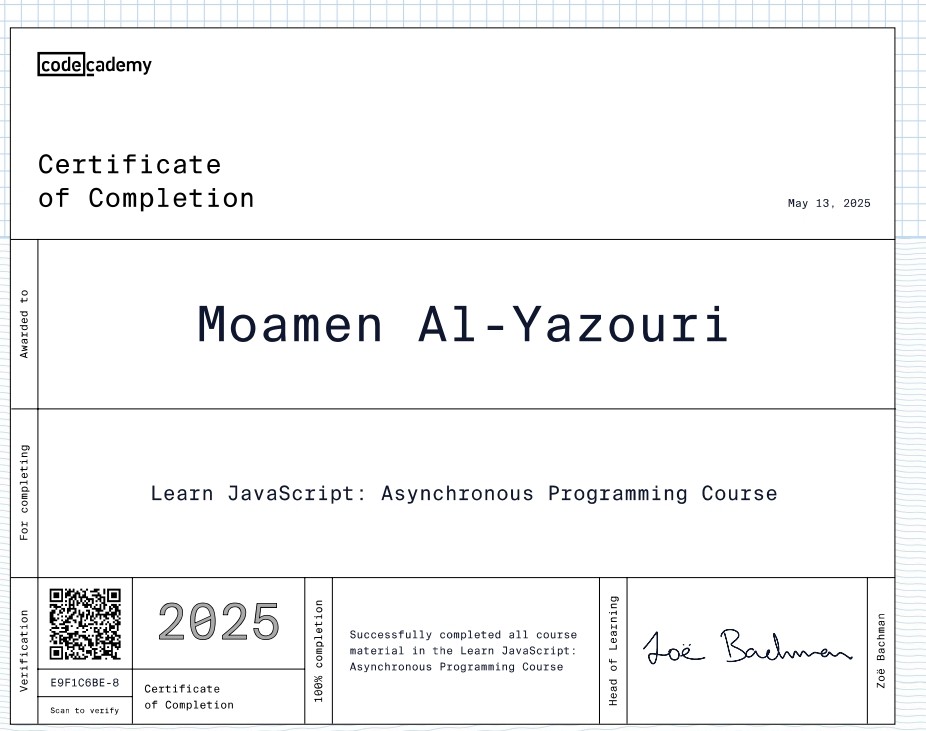 codecademy
Certificate
of Completion
May 13, 2025
Awarded to
Moamen Al-Yazouri
For completing
Learn JavaScript: Asynchronous Programming Course
Verification
E9F1C6BE-8
Scan to verify
2025
Certificate
of Completion
100% completion
Successfully completed all course
material in the Learn JavaScript:
Asynchronous Programming Course
Head of Learning
Zoë Bachman
Zoë Bachman